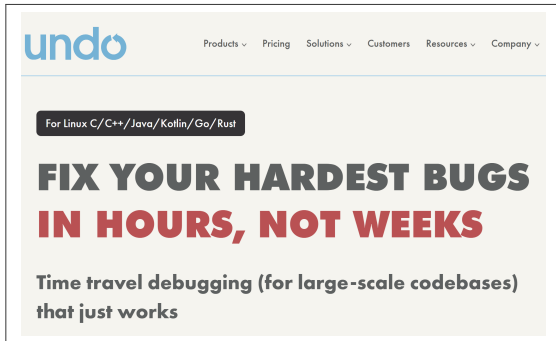 undo
Products Pricing Solutions Customers Resources Company
For Linux C/C++/Java/Kotlin/Go/Rust
FIX YOUR HARDEST BUGS
IN HOURS, NOT WEEKS
Time travel debugging (for large-scale codebases)
that just works